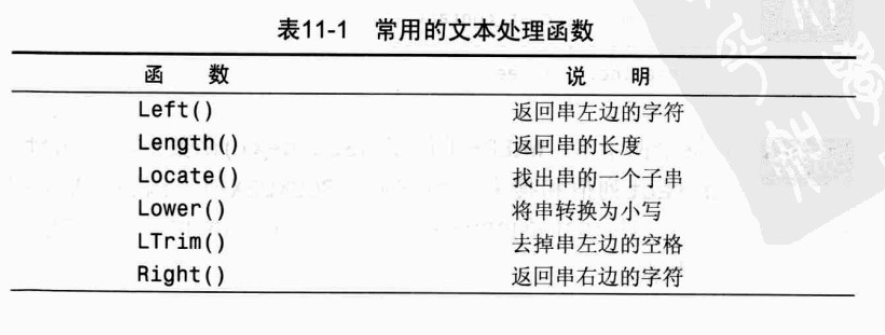 表11-1 常用的文本处理函数
函 数 说 明
Left() 返回串左边的字符
Length() 返回串的长度
Locate() 找出串的一个子串
Lower() 将串转换为小写
LTrim() 去掉串左边的空格
Right() 返回串右边的字符